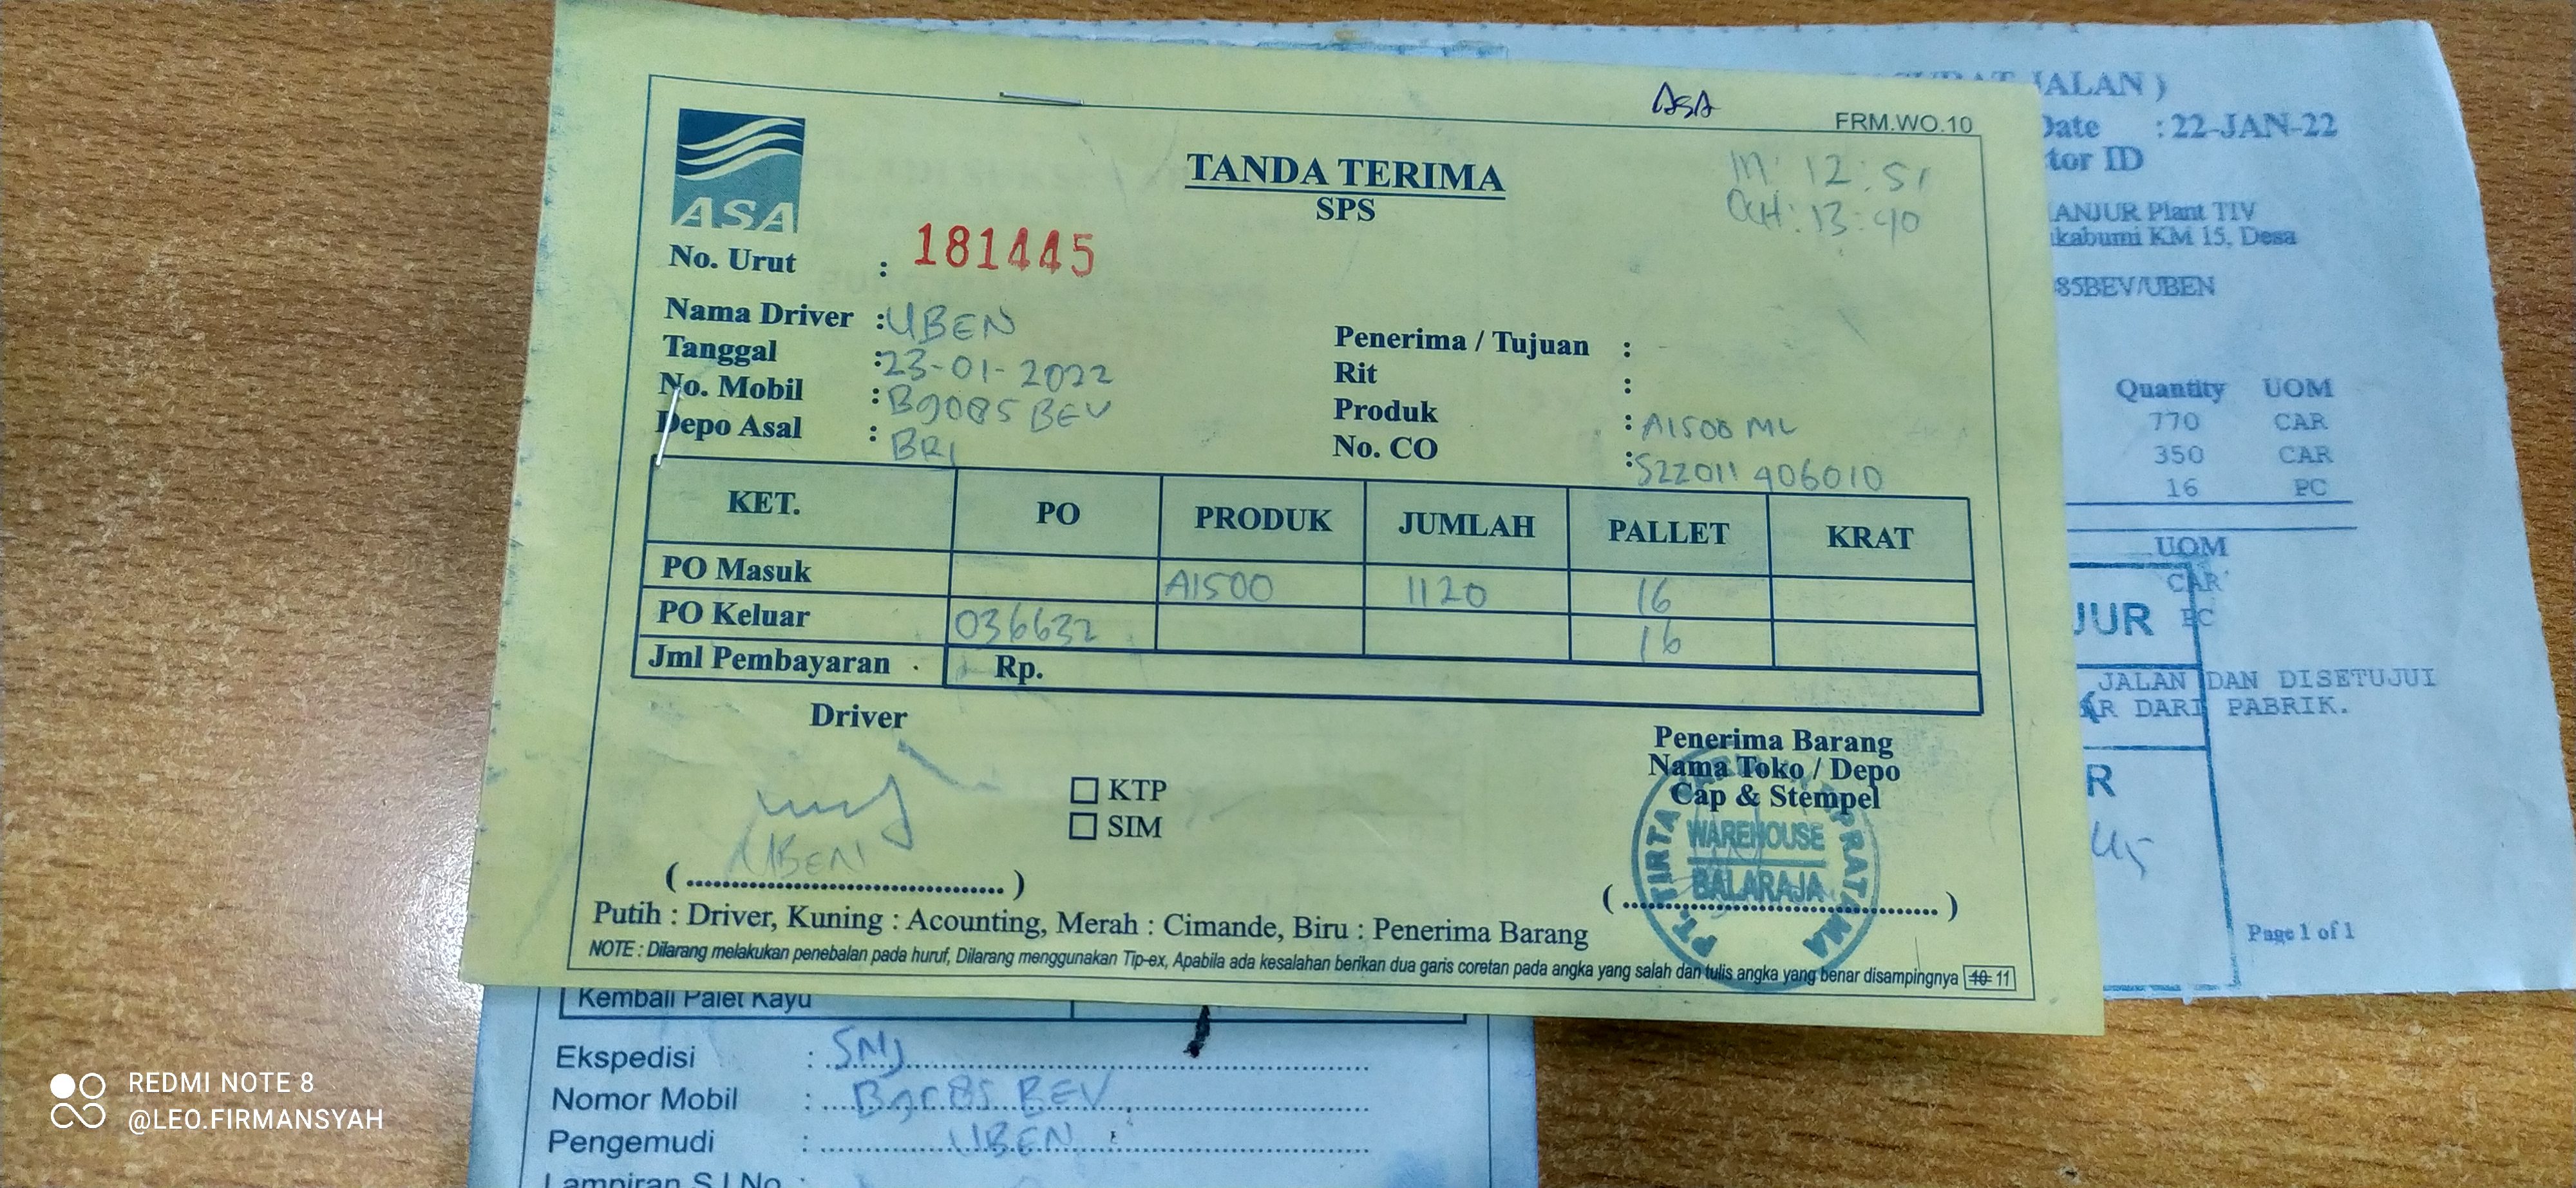 ASA
FRM.WO.10
ASA
TANDA TERIMA
SPS
In: 12:51
Out: 13:40
No. Urut : 181445
Nama Driver : UBEN
Tanggal : 23-01-2022
No. Mobil : B9085 BEV
Depo Asal : BRJ
Penerima / Tujuan :
Rit :
Produk : A1500 ML
No. CO : S22011406010
KET. PO PRODUK JUMLAH PALLET KRAT
PO Masuk A1500 1120 16
PO Keluar 036632 16
Jml Pembayaran Rp.
Driver
UBEN
(........................................)
KTP
SIM
Penerima Barang
Nama Toko / Depo
Cap & Stempel
PT. TIRTA PRATAMA
WAREHOUSE
BALARAJA
(........................................)
Putih : Driver, Kuning : Acounting, Merah : Cimande, Biru : Penerima Barang
NOTE : Dilarang melakukan penebalan pada huruf, Dilarang menggunakan Tip-ex, Apabila ada kesalahan berikan dua garis coretan pada angka yang salah dan tulis angka yang benar disampingnya 10 11
JALAN )
Date : 22-JAN-22
tor ID
ANJUR Plant TIV
kabumi KM 15, Desa
85BEV/UBEN
Quantity UOM
770 CAR
350 CAR
16 PC
UOM
CAR
PC
JUR
JALAN DAN DISETUJUI
AR DARI PABRIK.
R
45
Page 1 of 1
Kembali Palet Kayu
Ekspedisi : SNJ
Nomor Mobil : B9085 BEV
Pengemudi : UBEN
Lampiran SJ No :
REDMI NOTE 8
@LEO.FIRMANSYAH